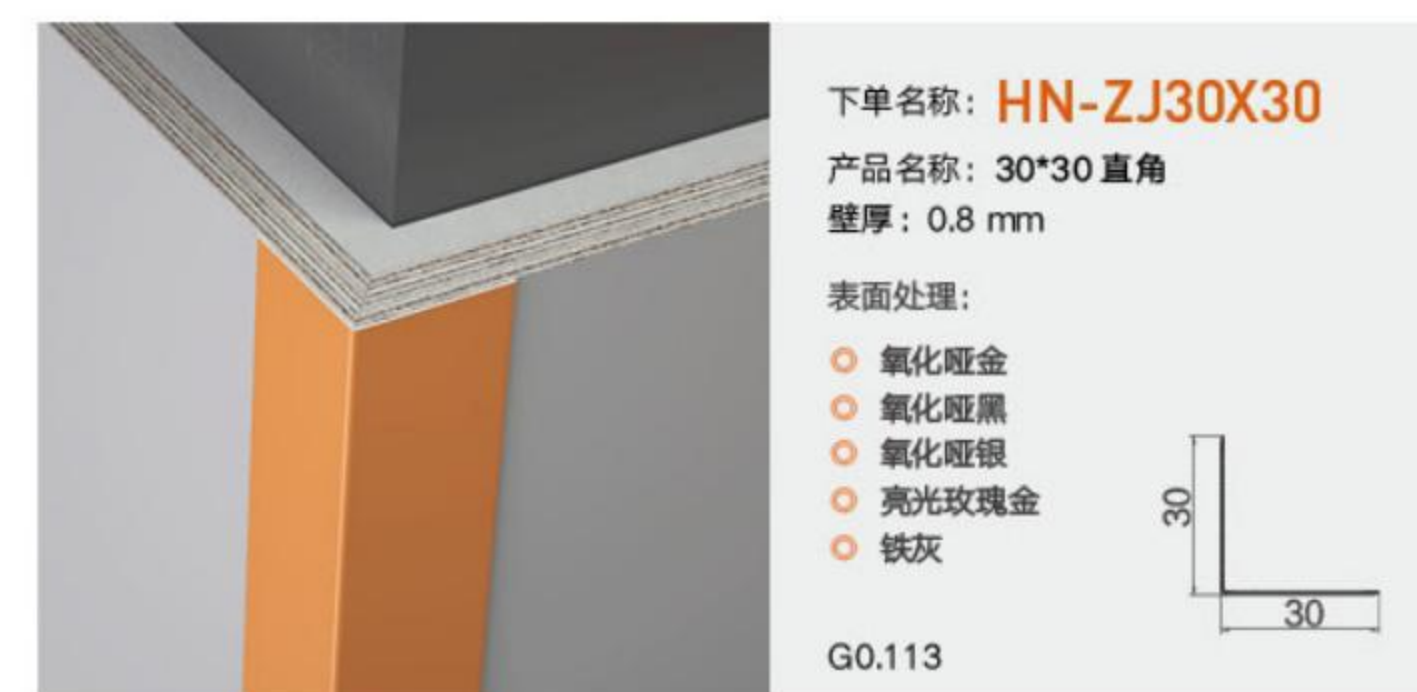 下单名称：HN-ZJ30X30
产品名称：30*30 直角
壁厚：0.8 mm
表面处理：
氧化哑金
氧化哑黑
氧化哑银
亮光玫瑰金
铁灰
30
30
G0.113